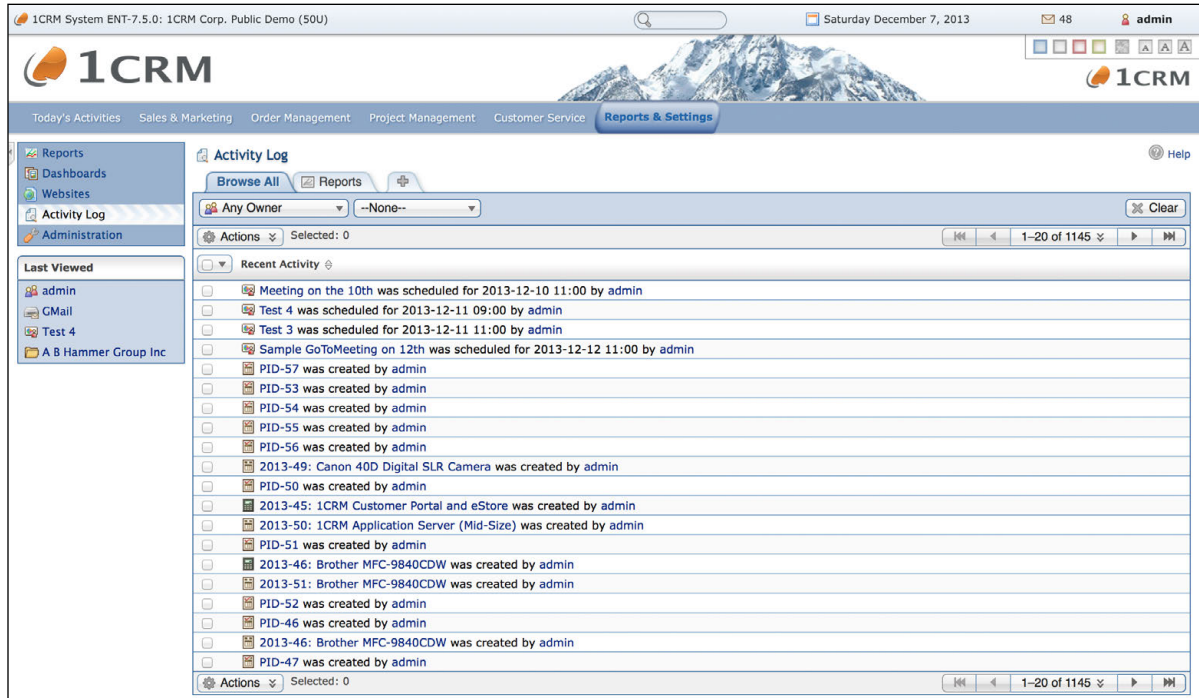 1CRM System ENT-7.5.0: 1CRM Corp. Public Demo (50U)
Saturday December 7, 2013
48
admin
A A A
1CRM
1CRM
Today's Activities Sales & Marketing Order Management Project Management Customer Service Reports & Settings
Reports
Dashboards
Websites
Activity Log
Administration
Last Viewed
admin
GMail
Test 4
A B Hammer Group Inc
Activity Log
Help
Browse All Reports
Any Owner --None-- Clear
Actions Selected: 0 1–20 of 1145
Recent Activity
Meeting on the 10th was scheduled for 2013-12-10 11:00 by admin
Test 4 was scheduled for 2013-12-11 09:00 by admin
Test 3 was scheduled for 2013-12-11 11:00 by admin
Sample GoToMeeting on 12th was scheduled for 2013-12-12 11:00 by admin
PID-57 was created by admin
PID-53 was created by admin
PID-54 was created by admin
PID-55 was created by admin
PID-56 was created by admin
2013-49: Canon 40D Digital SLR Camera was created by admin
PID-50 was created by admin
2013-45: 1CRM Customer Portal and eStore was created by admin
2013-50: 1CRM Application Server (Mid-Size) was created by admin
PID-51 was created by admin
2013-46: Brother MFC-9840CDW was created by admin
2013-51: Brother MFC-9840CDW was created by admin
PID-52 was created by admin
PID-46 was created by admin
2013-46: Brother MFC-9840CDW was created by admin
PID-47 was created by admin
Actions Selected: 0 1–20 of 1145